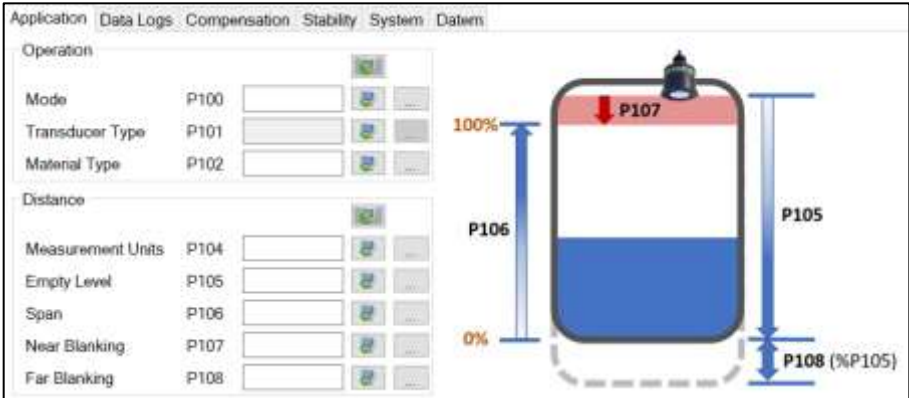 Application Data Logs Compensation Stability System Datem
Operation
Mode P100
Transducer Type P101
Material Type P102
Distance
Measurement Units P104
Empty Level P105
Span P106
Near Blanking P107
Far Blanking P108
P107
100%
P106
P105
0%
P108 (%P105)